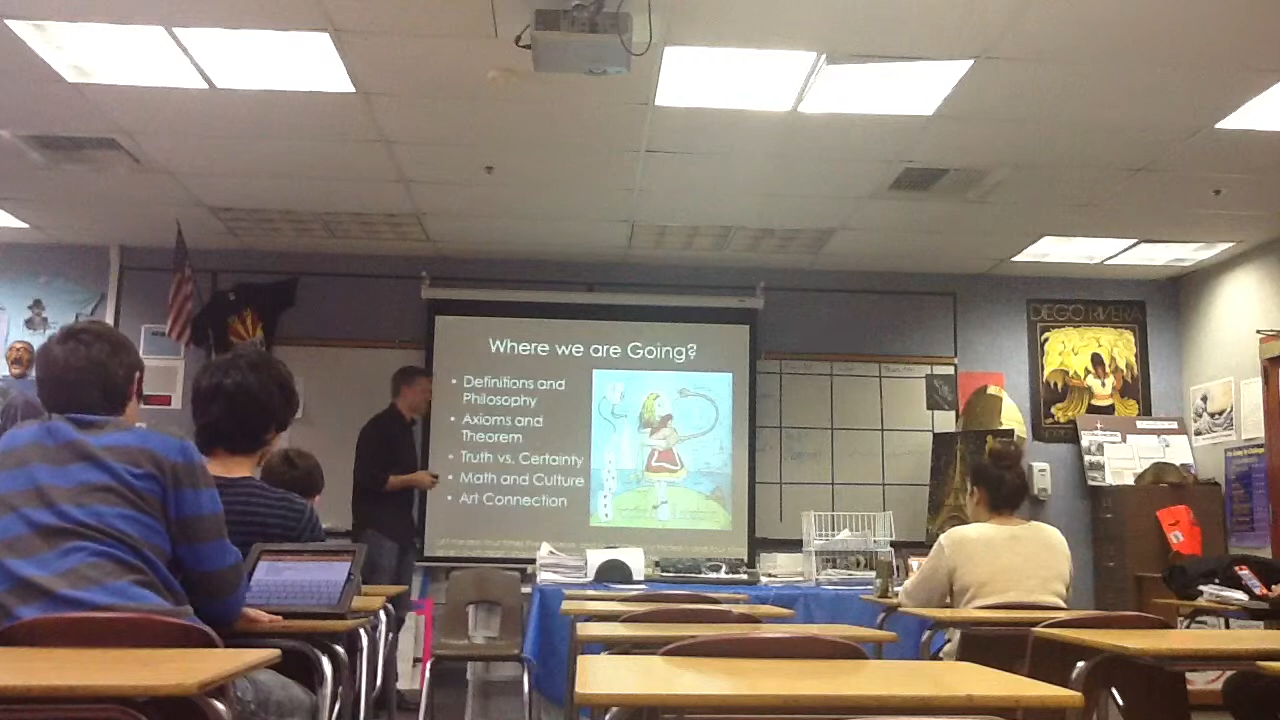 Where we are Going?
• Definitions and
Philosophy
• Axioms and
Theorem
• Truth vs. Certainty
• Math and Culture
• Art Connection
DIEGO RIVERA